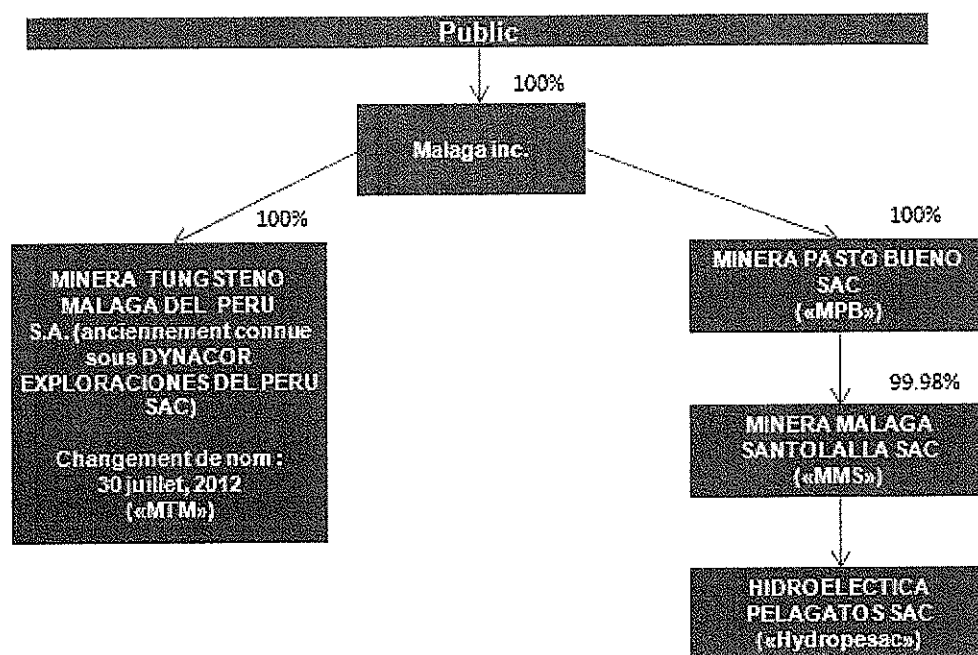 Public
100%
Malaga inc.
100%
MINERA TUNGSTENO
MALAGA DEL PERU
S.A. (anciennement connue
sous DYNACOR
EXPLORACIONES DEL PERU
SAC)
Changement de nom :
30 juillet, 2012
(«MTM»)
100%
MINERA PASTO BUENO
SAC
(«MPB»)
99.98%
MINERA MALAGA
SANTOLALLA SAC
(«MMS»)
HIDROELECTICA
PELAGATOS SAC
(«Hydropesac»)